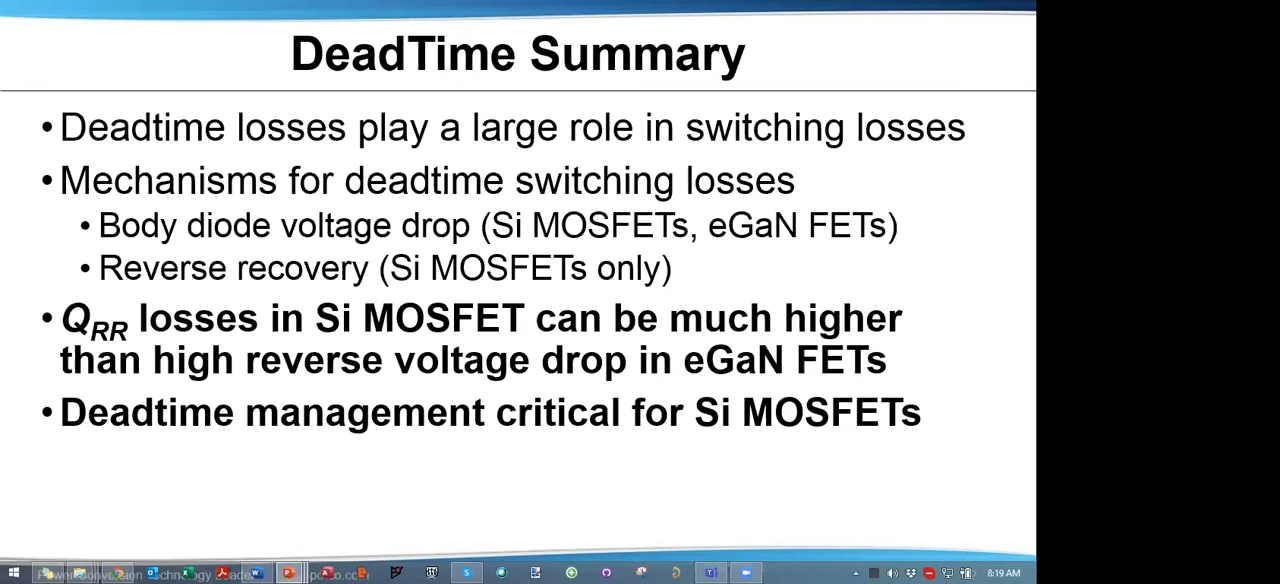 DeadTime Summary
•Deadtime losses play a large role in switching losses
•Mechanisms for deadtime switching losses
•Body diode voltage drop (Si MOSFETs, eGaN FETs)
•Reverse recovery (Si MOSFETs only)
•QRR losses in Si MOSFET can be much higher
than high reverse voltage drop in eGaN FETs
•Deadtime management critical for Si MOSFETs
8:19 AM